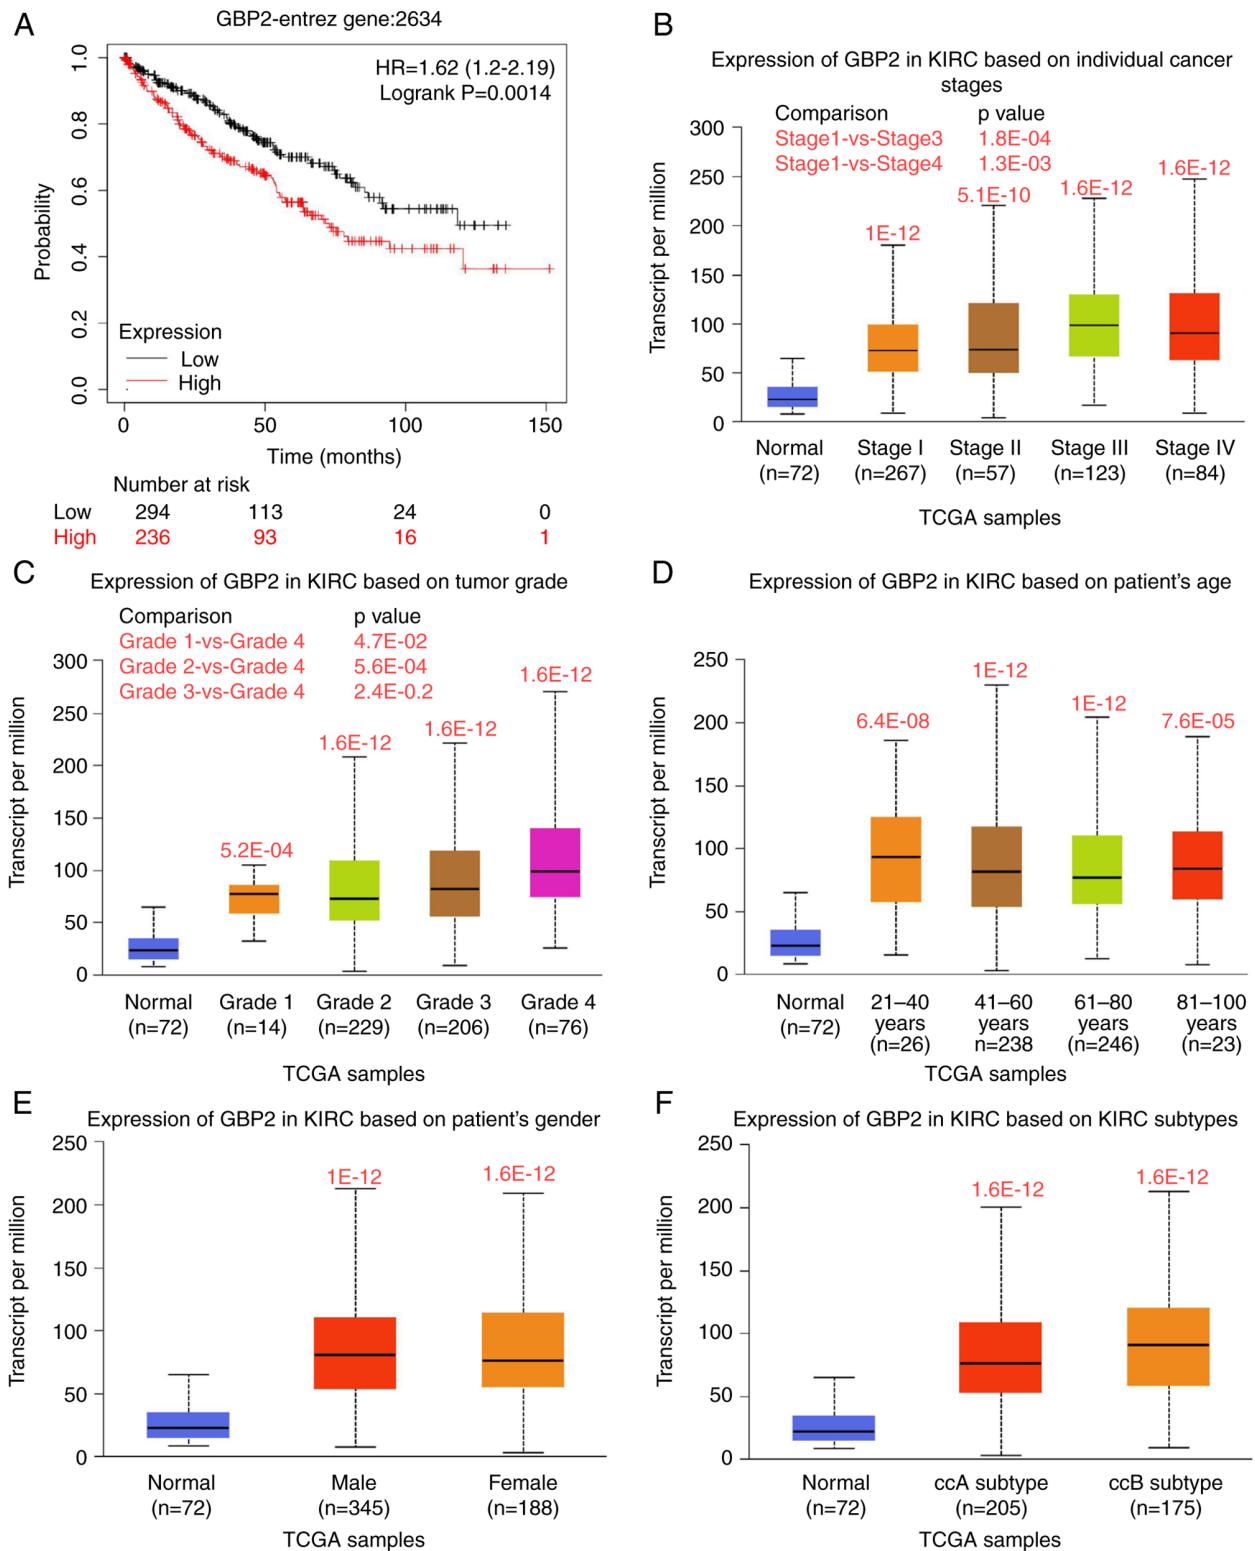 A
GBP2-entrez gene:2634
HR=1.62 (1.2-2.19)
Logrank P=0.0014
Probability
1.0
0.8
0.6
0.4
0.2
0.0
Expression
Low
High
0 50 100 150
Time (months)
Number at risk
Low 294 113 24 0
High 236 93 16 1
B
Expression of GBP2 in KIRC based on individual cancer
stages
Comparison p value
Stage1-vs-Stage3 1.8E-04
Stage1-vs-Stage4 1.3E-03
Transcript per million
300
250
200
150
100
50
0
1E-12
5.1E-10
1.6E-12
1.6E-12
Normal Stage I Stage II Stage III Stage IV
(n=72) (n=267) (n=57) (n=123) (n=84)
TCGA samples
C
Expression of GBP2 in KIRC based on tumor grade
Comparison p value
Grade 1-vs-Grade 4 4.7E-02
Grade 2-vs-Grade 4 5.6E-04
Grade 3-vs-Grade 4 2.4E-0.2
Transcript per million
300
250
200
150
100
50
0
5.2E-04
1.6E-12
1.6E-12
1.6E-12
Normal Grade 1 Grade 2 Grade 3 Grade 4
(n=72) (n=14) (n=229) (n=206) (n=76)
TCGA samples
D
Expression of GBP2 in KIRC based on patient's age
Transcript per million
250
200
150
100
50
0
6.4E-08
1E-12
1E-12
7.6E-05
Normal 21–40 41–60 61–80 81–100
(n=72) years years years years
(n=26) n=238 (n=246) (n=23)
TCGA samples
E
Expression of GBP2 in KIRC based on patient's gender
Transcript per million
250
200
150
100
50
0
1E-12
1.6E-12
Normal Male Female
(n=72) (n=345) (n=188)
TCGA samples
F
Expression of GBP2 in KIRC based on KIRC subtypes
Transcript per million
250
200
150
100
50
0
1.6E-12
1.6E-12
Normal ccA subtype ccB subtype
(n=72) (n=205) (n=175)
TCGA samples